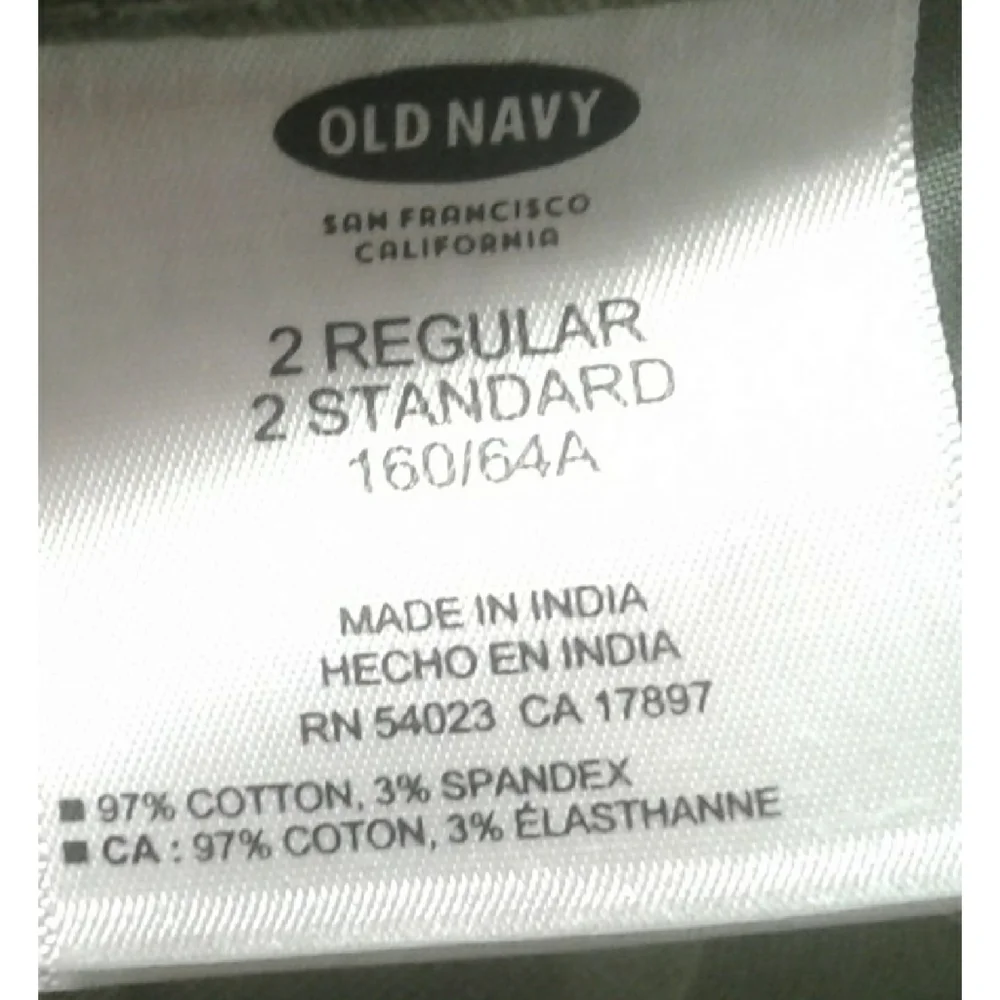 OLD NAVY
SAN FRANCISCO
CALIFORNIA
2 REGULAR
2 STANDARD
160/64A
MADE IN INDIA
HECHO EN INDIA
RN 54023 CA 17897
■ 97% COTTON, 3% SPANDEX
■ CA : 97% COTON, 3% ÉLASTHANNE